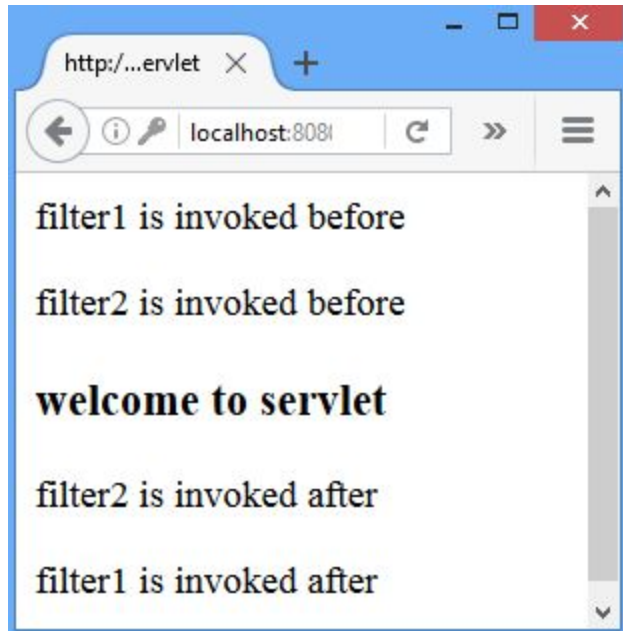 http:/...ervlet
localhost:808
filter1 is invoked before
filter2 is invoked before
welcome to servlet
filter2 is invoked after
filter1 is invoked after